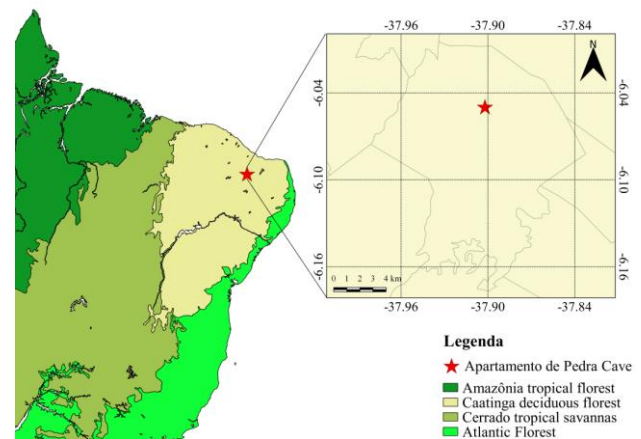 -37.96 -37.90 -37.84
N
-6.04 -6.04
-6.10 -6.10
-6.16 -6.16
0 1 2 3 4 km
-37.96 -37.90 -37.84
Legenda
Apartamento de Pedra Cave
Amazônia tropical florest
Caatinga deciduous florest
Cerrado tropical savannas
Atlantic Florest